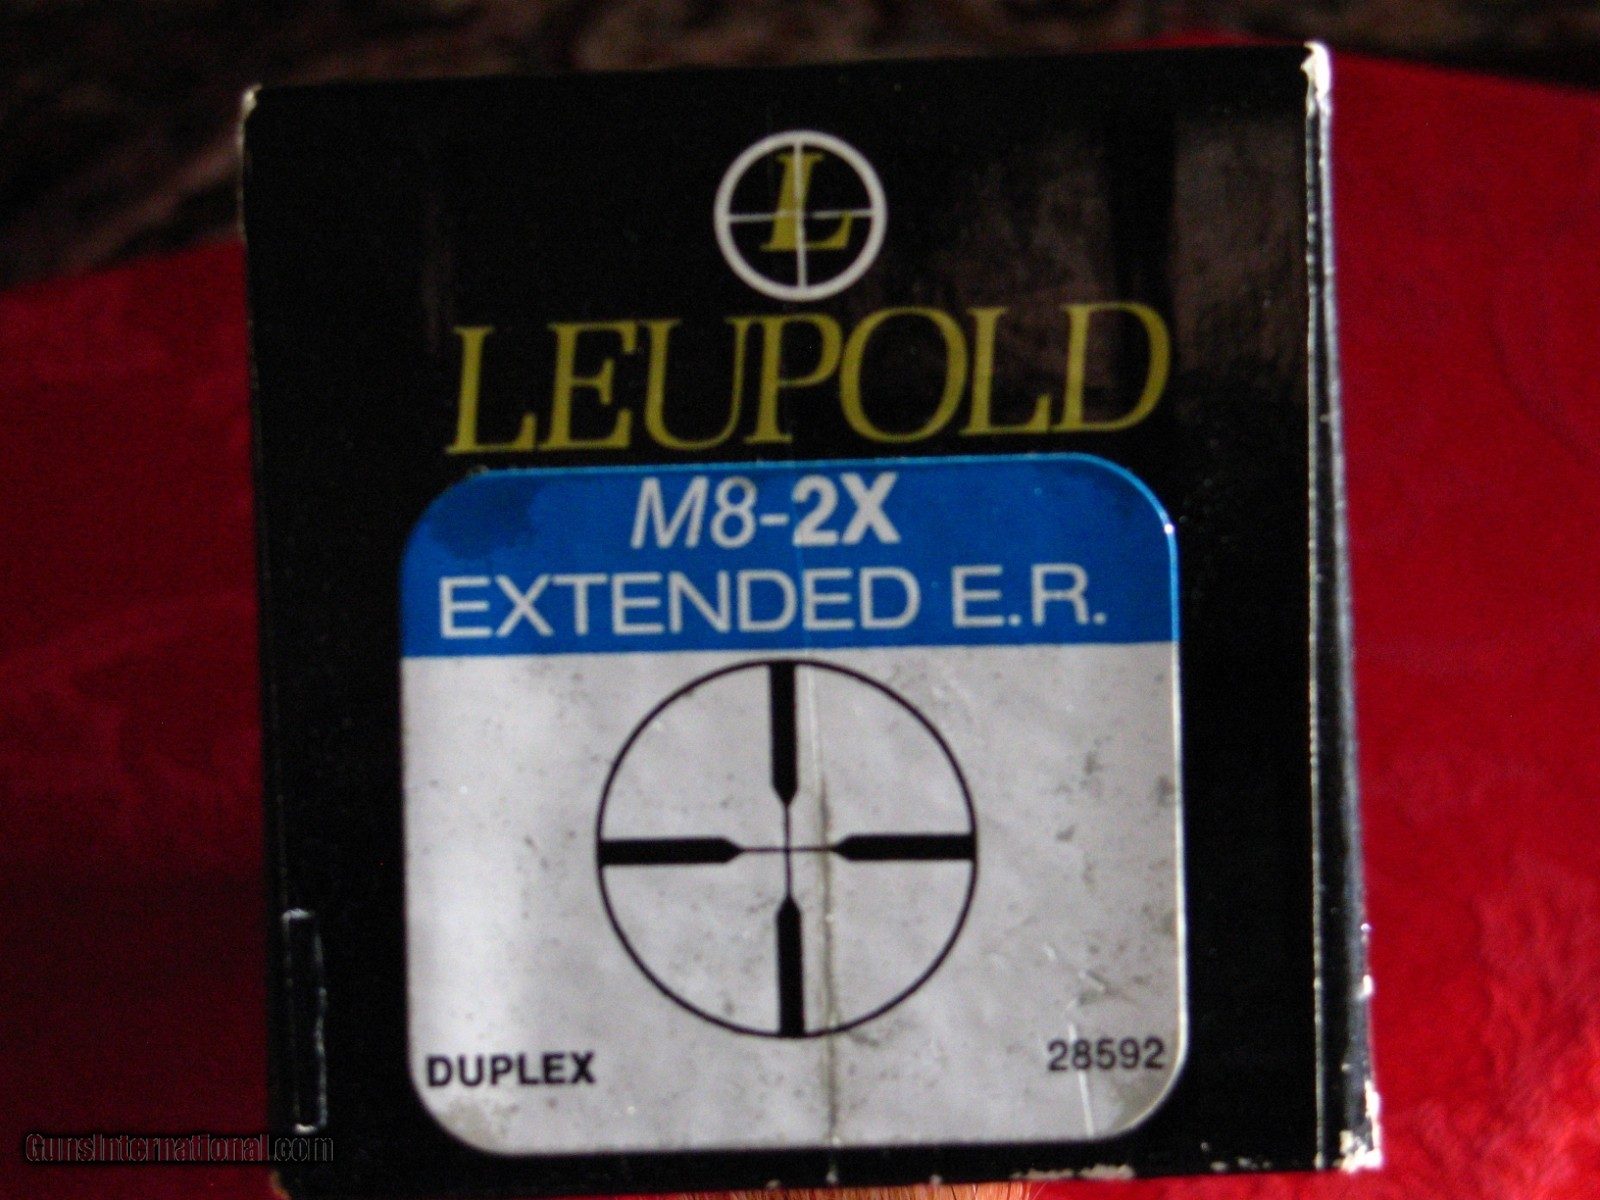 L
LEUPOLD
M8-2X
EXTENDED E.R.
DUPLEX
28592
GunsInternational.com